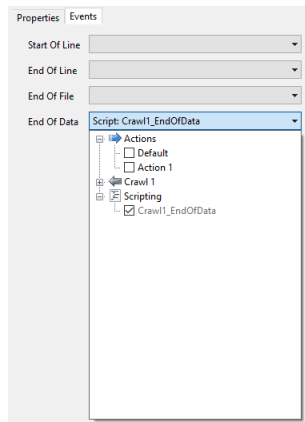 Properties Events
Start Of Line
End Of Line
End Of File
End Of Data Script: Crawl1_EndOfData
Actions
Default
Action 1
Crawl 1
Scripting
Crawl1_EndOfData